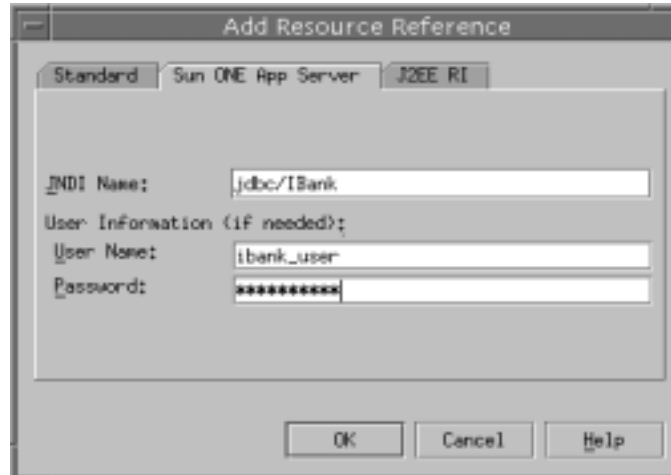 Add Resource Reference
Standard Sun ONE App Server J2EE RI
JNDI Name: jdbc/IBank
User Information (if needed):
User Name: ibank_user
Password: **********
OK Cancel Help